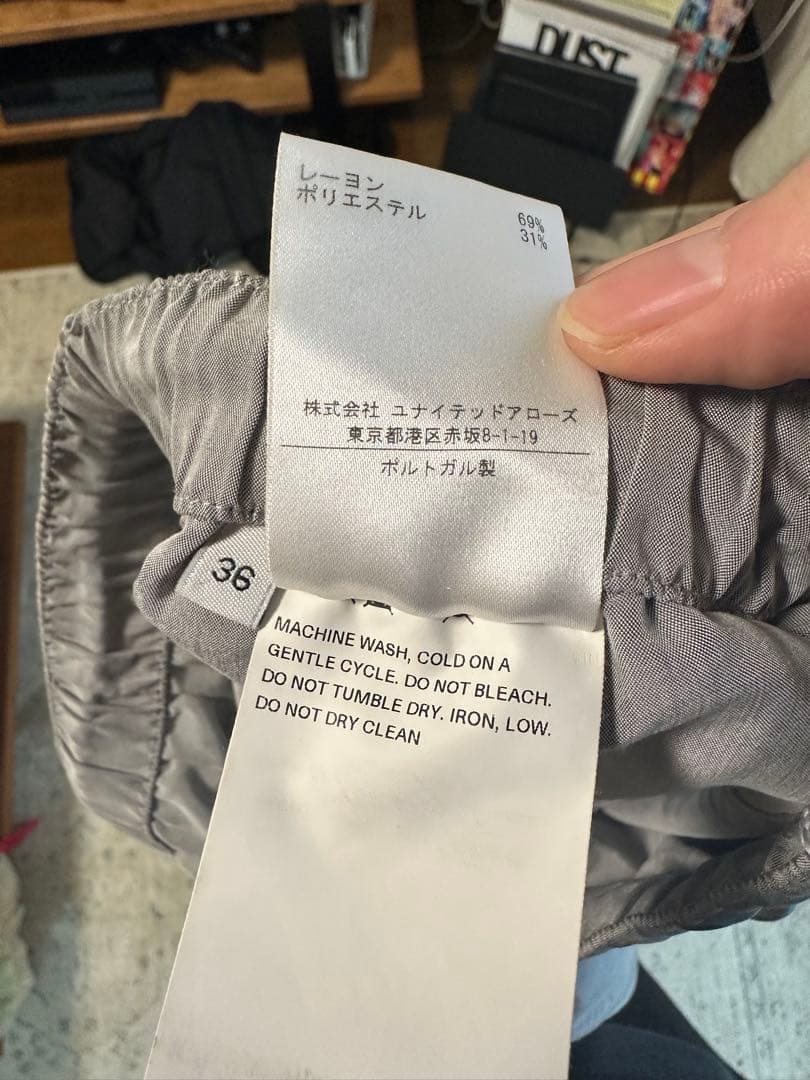 DUST
レーヨン 69%
ポリエステル 31%
株式会社 ユナイテッドアローズ
東京都港区赤坂8-1-19
ポルトガル製
36
MACHINE WASH, COLD ON A
GENTLE CYCLE. DO NOT BLEACH.
DO NOT TUMBLE DRY. IRON, LOW.
DO NOT DRY CLEAN